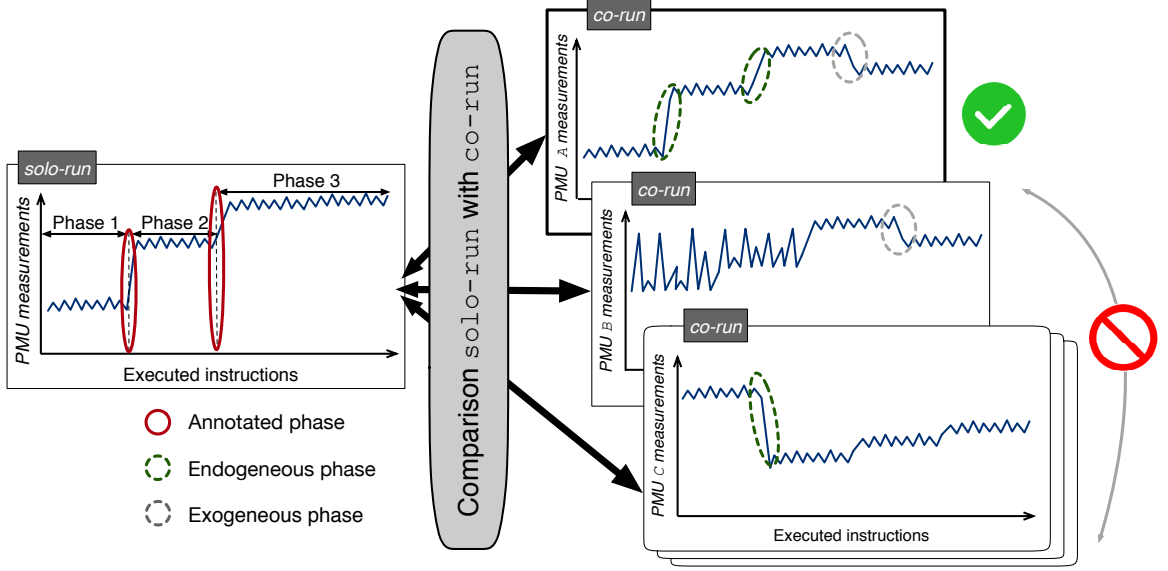 solo-run
PMU measurements
Phase 1
Phase 2
Phase 3
Executed instructions
Annotated phase
Endogeneous phase
Exogeneous phase
Comparison solo-run with co-run
co-run
PMU A measurements
co-run
PMU B measurements
co-run
PMU C measurements
Executed instructions